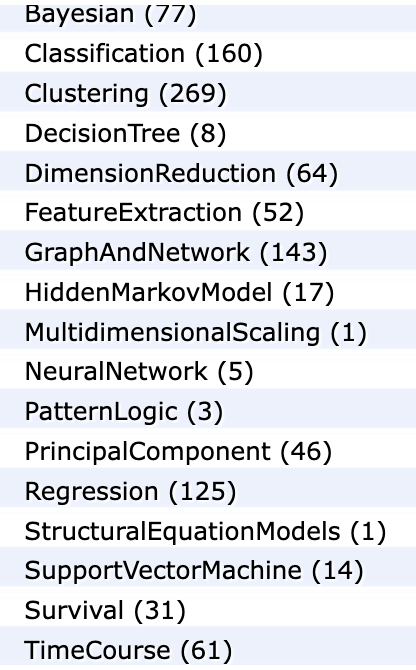 Bayesian (77)
Classification (160)
Clustering (269)
DecisionTree (8)
DimensionReduction (64)
FeatureExtraction (52)
GraphAndNetwork (143)
HiddenMarkovModel (17)
MultidimensionalScaling (1)
NeuralNetwork (5)
PatternLogic (3)
PrincipalComponent (46)
Regression (125)
StructuralEquationModels (1)
SupportVectorMachine (14)
Survival (31)
TimeCourse (61)